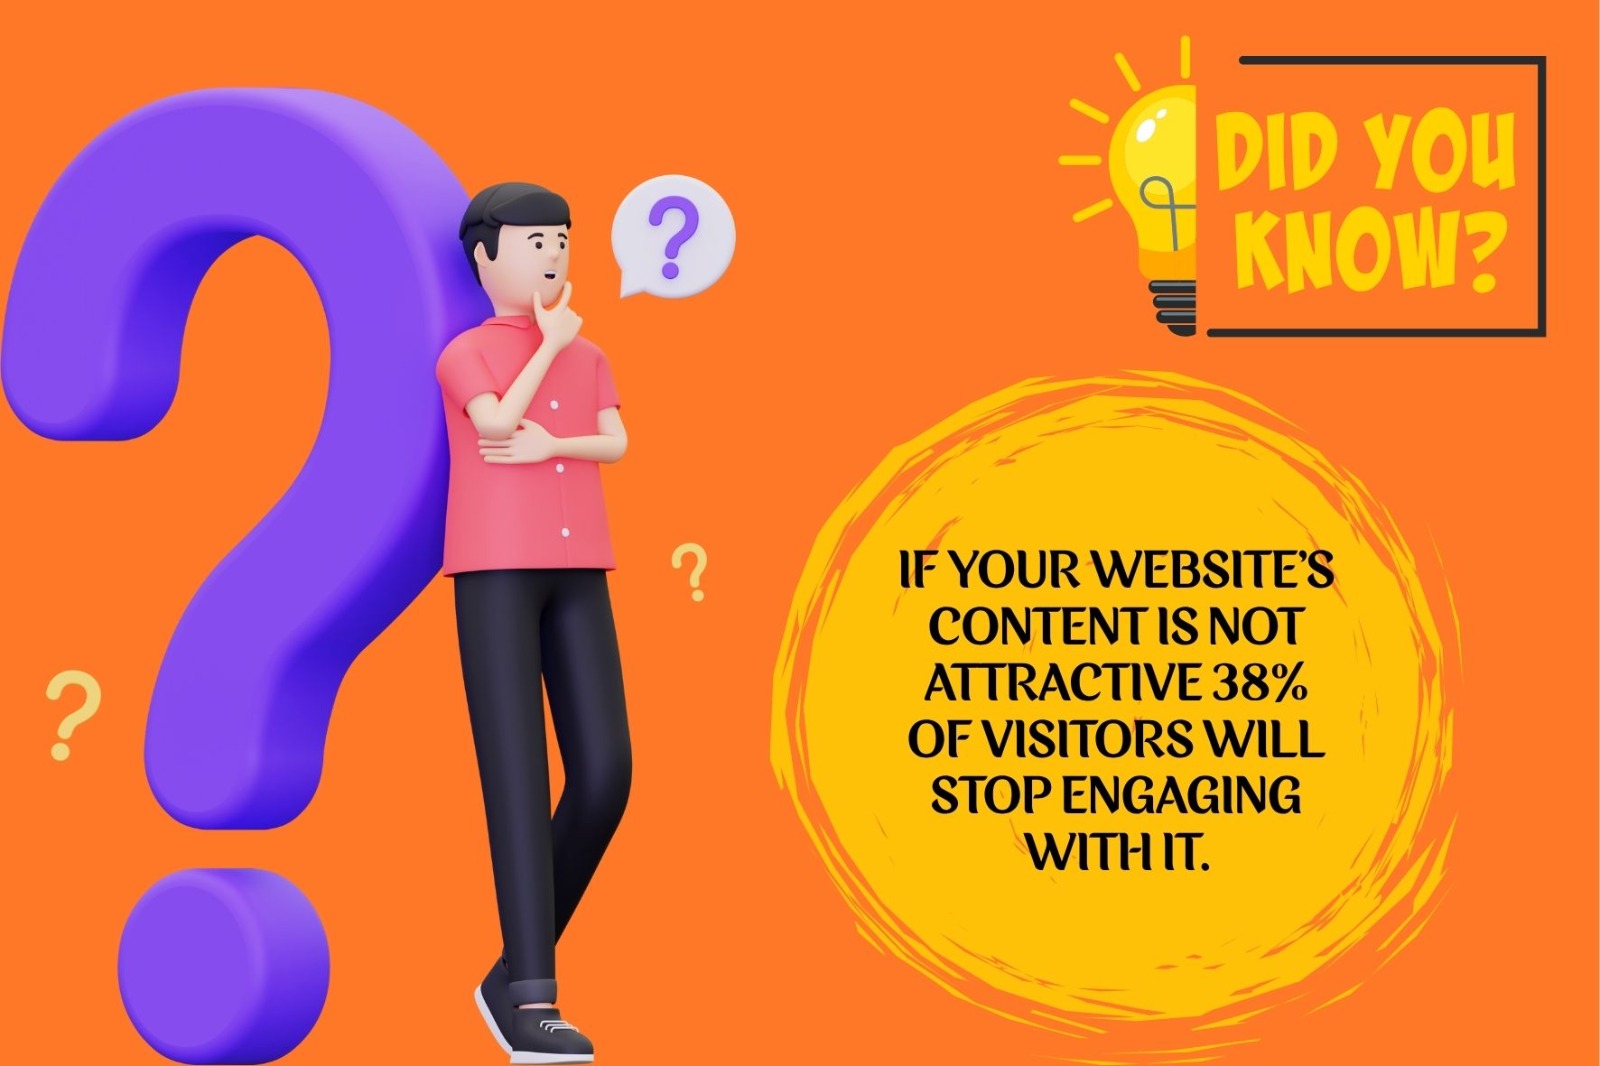 ?
DID YOU
KNOW?
?
IF YOUR WEBSITE’S
CONTENT IS NOT
ATTRACTIVE 38%
OF VISITORS WILL
STOP ENGAGING
WITH IT.
?
?